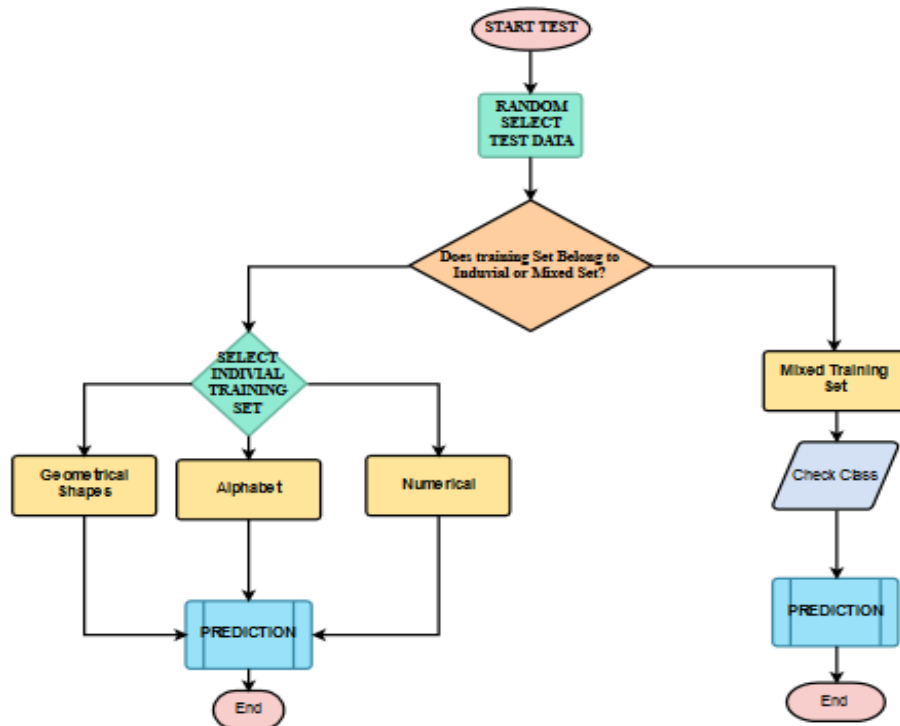 START TEST
RANDOM
SELECT
TEST DATA
Does training Set Belong to
Induvial or Mixed Set?
SELECT
INDIVIAL
TRAINING
SET
Mixed Training
Set
Geometrical
Shapes
Alphabet
Numerical
Check Class
PREDICTION
PREDICTION
End
End